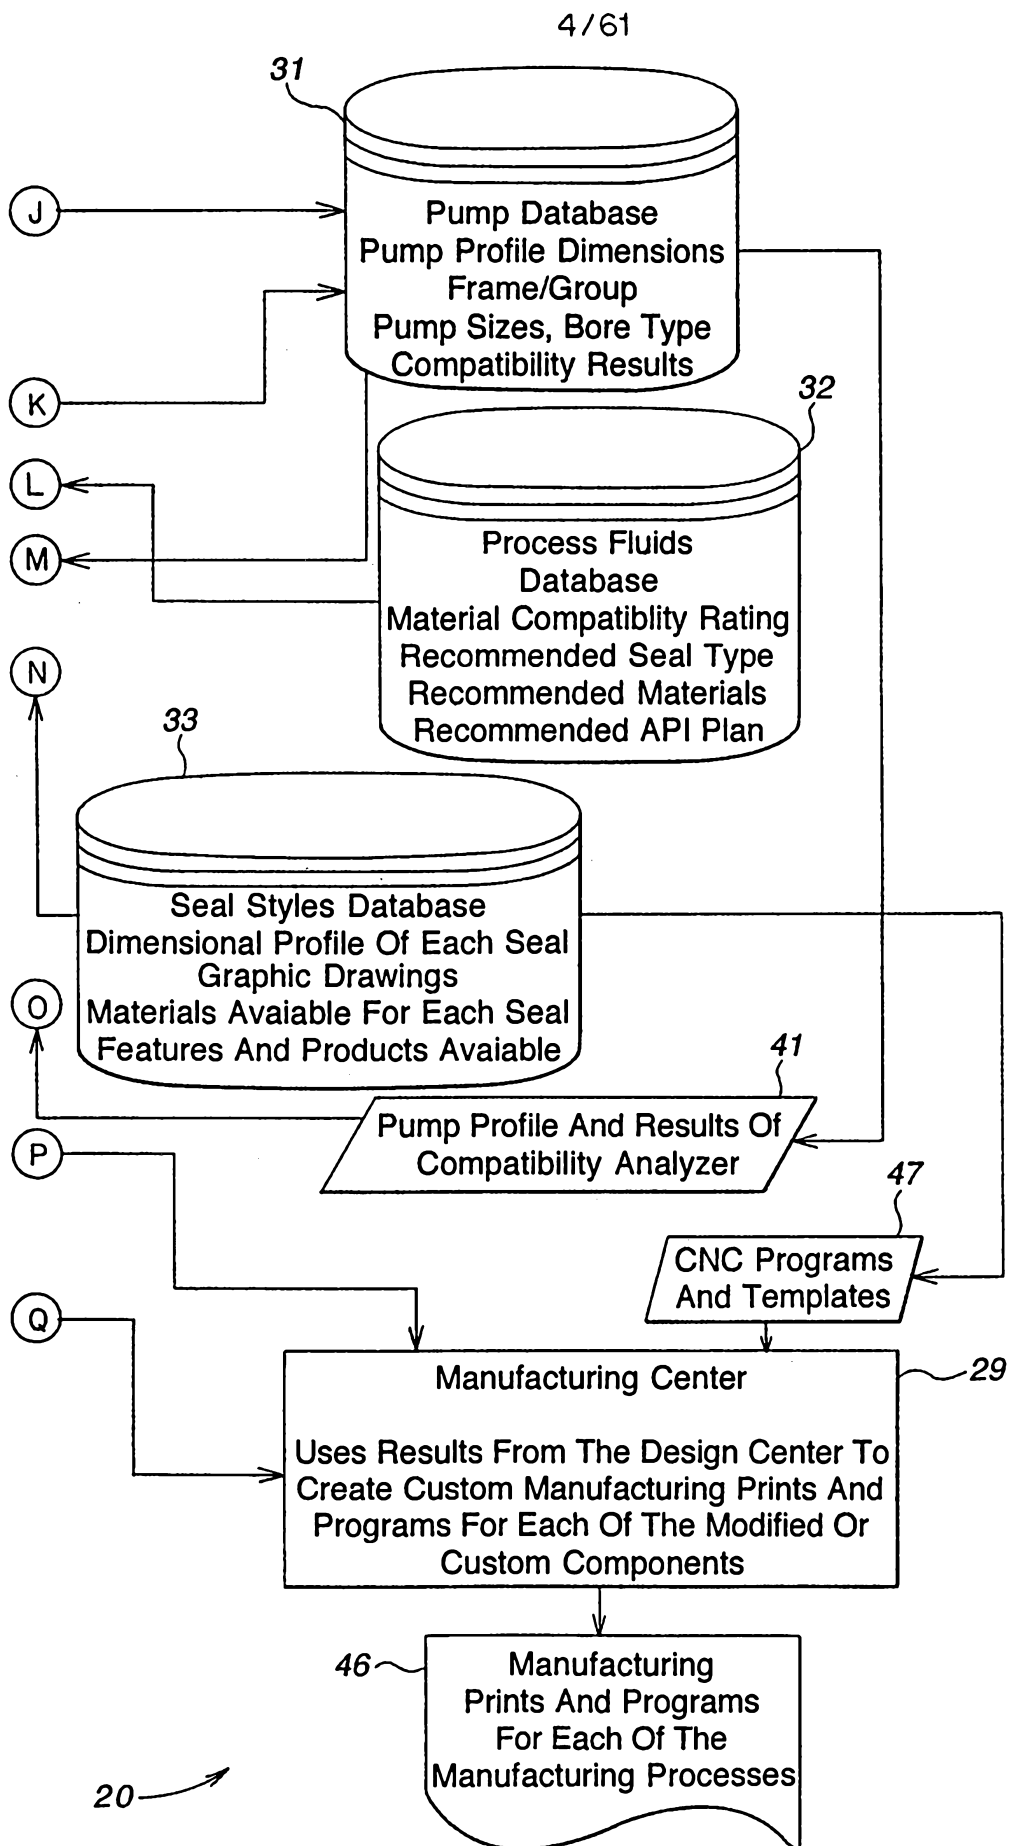 4/61
31
J
Pump Database
Pump Profile Dimensions
Frame/Group
Pump Sizes, Bore Type
Compatibility Results
K
32
L
M
Process Fluids
Database
Material Compatiblity Rating
Recommended Seal Type
Recommended Materials
Recommended API Plan
N
33
Seal Styles Database
Dimensional Profile Of Each Seal
Graphic Drawings
Materials Avaiable For Each Seal
Features And Products Avaiable
O
41
Pump Profile And Results Of
Compatibility Analyzer
P
47
CNC Programs
And Templates
Q
29
Manufacturing Center
Uses Results From The Design Center To
Create Custom Manufacturing Prints And
Programs For Each Of The Modified Or
Custom Components
46
Manufacturing
Prints And Programs
For Each Of The
Manufacturing Processes
20